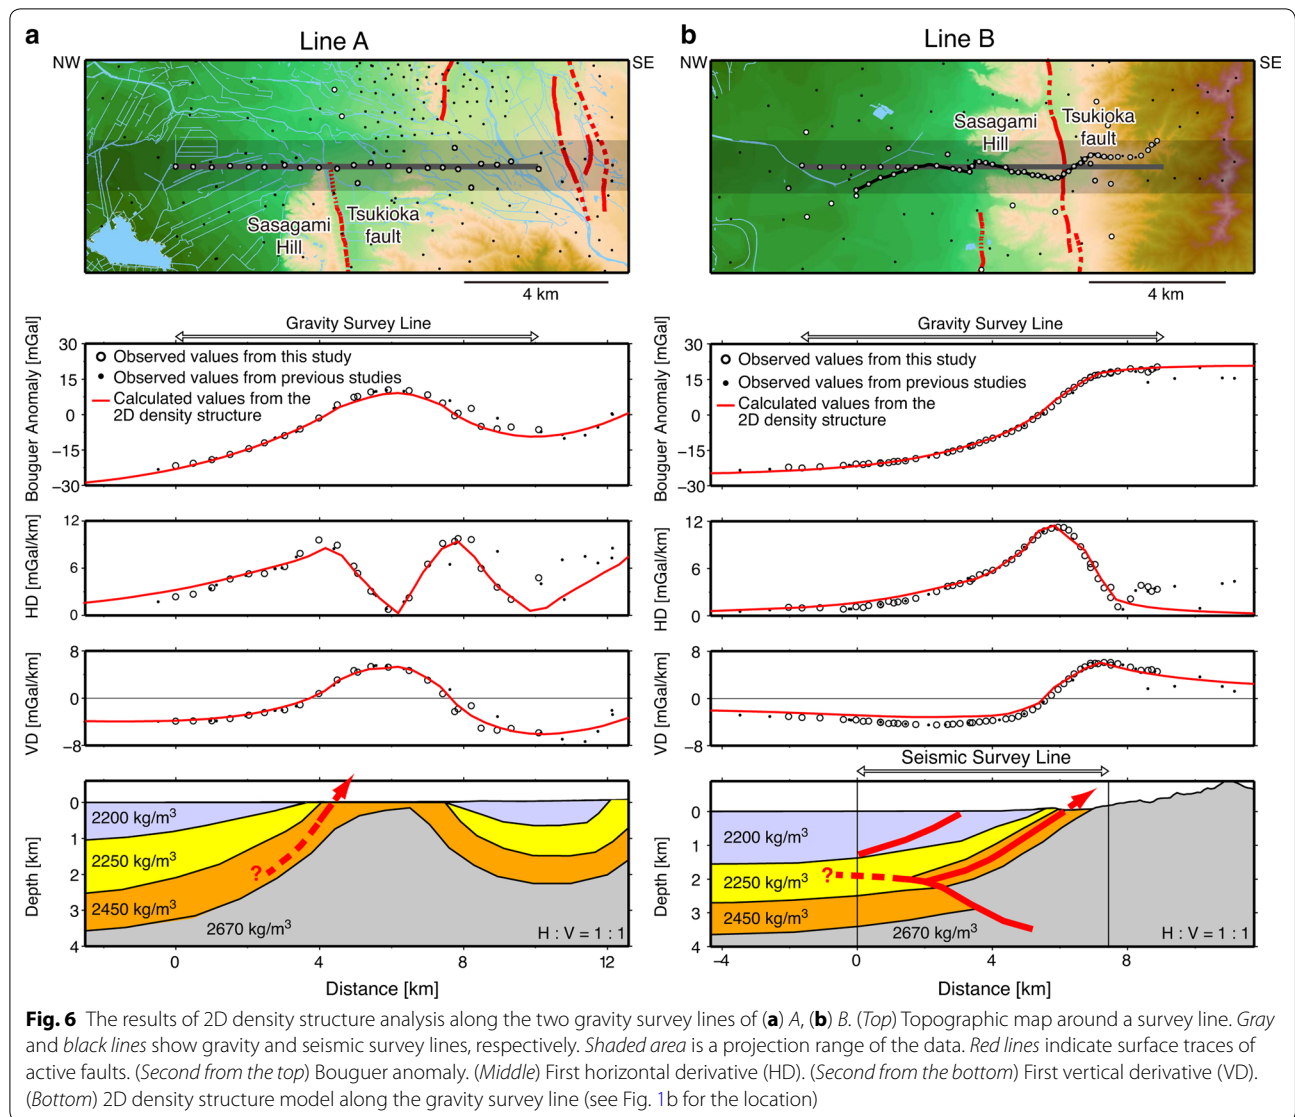 a
Line A
NW
SE
Sasagami
Hill
Tsukioka
fault
4 km
Gravity Survey Line
Bouguer Anomaly [mGal]
30
15
0
−15
−30
Observed values from this study
Observed values from previous studies
Calculated values from the
2D density structure
HD [mGal/km]
12
6
0
VD [mGal/km]
8
0
−8
Depth [km]
0
1
2
3
4
2200 kg/m³
2250 kg/m³
2450 kg/m³
2670 kg/m³
?
H : V = 1 : 1
0
4
8
12
Distance [km]
b
Line B
NW
SE
Sasagami
Hill
Tsukioka
fault
4 km
Gravity Survey Line
Bouguer Anomaly [mGal]
30
15
0
−15
−30
Observed values from this study
Observed values from previous studies
Calculated values from the
2D density structure
HD [mGal/km]
12
6
0
VD [mGal/km]
8
0
−8
Seismic Survey Line
Depth [km]
0
1
2
3
4
2200 kg/m³
2250 kg/m³
2450 kg/m³
2670 kg/m³
?
H : V = 1 : 1
−4
0
4
8
Distance [km]
Fig. 6 The results of 2D density structure analysis along the two gravity survey lines of (a) A, (b) B. (Top) Topographic map around a survey line. Gray
and black lines show gravity and seismic survey lines, respectively. Shaded area is a projection range of the data. Red lines indicate surface traces of
active faults. (Second from the top) Bouguer anomaly. (Middle) First horizontal derivative (HD). (Second from the bottom) First vertical derivative (VD).
(Bottom) 2D density structure model along the gravity survey line (see Fig. 1b for the location)